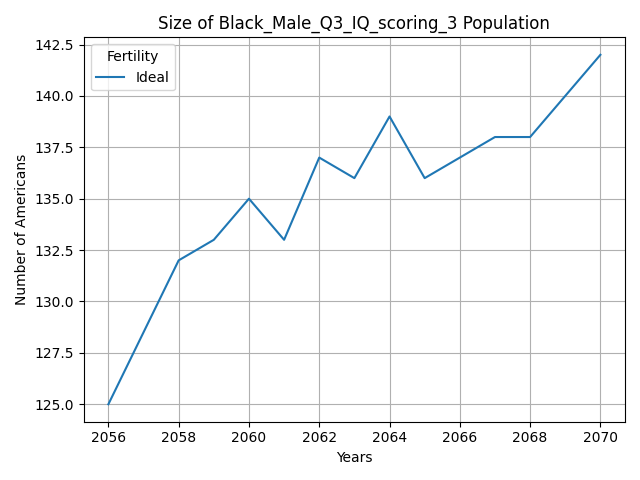 Size of Black_Male_Q3_IQ_scoring_3 Population
Fertility
Ideal
Number of Americans
142.5
140.0
137.5
135.0
132.5
130.0
127.5
125.0
2056 2058 2060 2062 2064 2066 2068 2070
Years